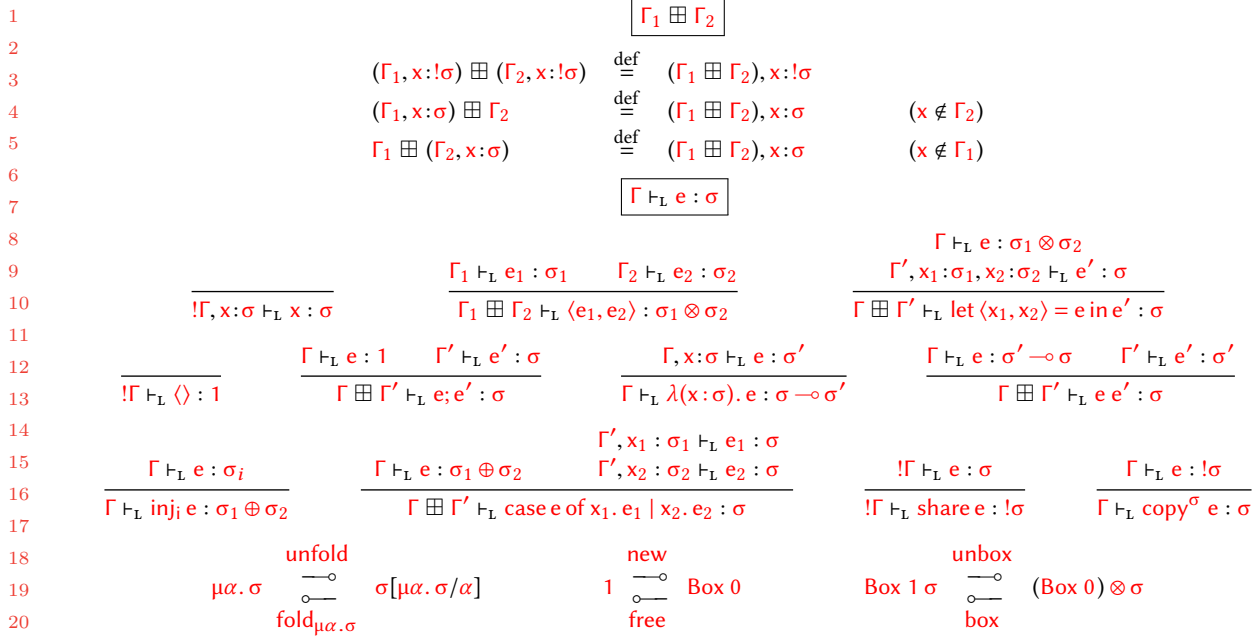 1
Γ₁ ⊞ Γ₂
2
3 (Γ₁, x:!σ) ⊞ (Γ₂, x:!σ) def= (Γ₁ ⊞ Γ₂), x:!σ
4 (Γ₁, x:σ) ⊞ Γ₂ def= (Γ₁ ⊞ Γ₂), x:σ (x ∉ Γ₂)
5 Γ₁ ⊞ (Γ₂, x:σ) def= (Γ₁ ⊞ Γ₂), x:σ (x ∉ Γ₁)
6
7 Γ ⊢L e : σ
8 Γ ⊢L e : σ₁ ⊗ σ₂
9 Γ₁ ⊢L e₁ : σ₁ Γ₂ ⊢L e₂ : σ₂ Γ′, x₁:σ₁, x₂:σ₂ ⊢L e′ : σ
10 !Γ, x:σ ⊢L x : σ Γ₁ ⊞ Γ₂ ⊢L ⟨e₁, e₂⟩ : σ₁ ⊗ σ₂ Γ ⊞ Γ′ ⊢L let ⟨x₁, x₂⟩ = e in e′ : σ
11
12 Γ ⊢L e : 1 Γ′ ⊢L e′ : σ Γ, x:σ ⊢L e : σ′ Γ ⊢L e : σ′ ⊸ σ Γ′ ⊢L e′ : σ′
13 !Γ ⊢L ⟨⟩ : 1 Γ ⊞ Γ′ ⊢L e; e′ : σ Γ ⊢L λ(x:σ). e : σ ⊸ σ′ Γ ⊞ Γ′ ⊢L e e′ : σ
14 Γ′, x₁ : σ₁ ⊢L e₁ : σ
15 Γ ⊢L e : σᵢ Γ ⊢L e : σ₁ ⊕ σ₂ Γ′, x₂ : σ₂ ⊢L e₂ : σ !Γ ⊢L e : σ Γ ⊢L e : !σ
16 Γ ⊢L injᵢ e : σ₁ ⊕ σ₂ Γ ⊞ Γ′ ⊢L case e of x₁. e₁ | x₂. e₂ : σ !Γ ⊢L share e : !σ Γ ⊢L copy^σ e : σ
17
18 unfold new unbox
19 μα. σ ⊸ ⟜ σ[μα. σ/α] 1 ⊸ ⟜ Box 0 Box 1 σ ⊸ ⟜ (Box 0) ⊗ σ
20 fold_μα. σ free box